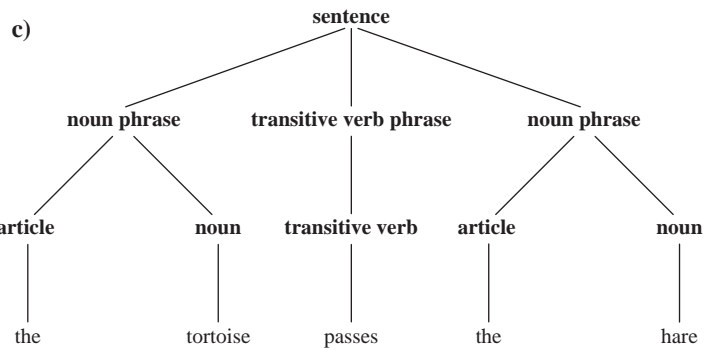 sentence
c)
noun phrase transitive verb phrase noun phrase
article noun transitive verb article noun
the tortoise passes the hare